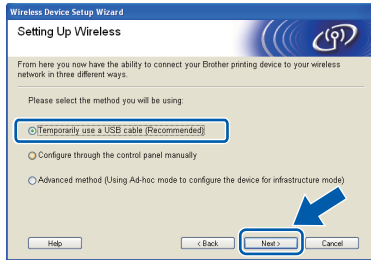 Wireless Device Setup Wizard
Setting Up Wireless
From here you now have the ability to connect your Brother printing device to your wireless
network in three different ways.
Please select the method you will be using:
Temporarily use a USB cable (Recommended)
Configure through the control panel manually
Advanced method (Using Ad-hoc mode to configure the device for infrastructure mode)
Help
< Back
Next >
Cancel